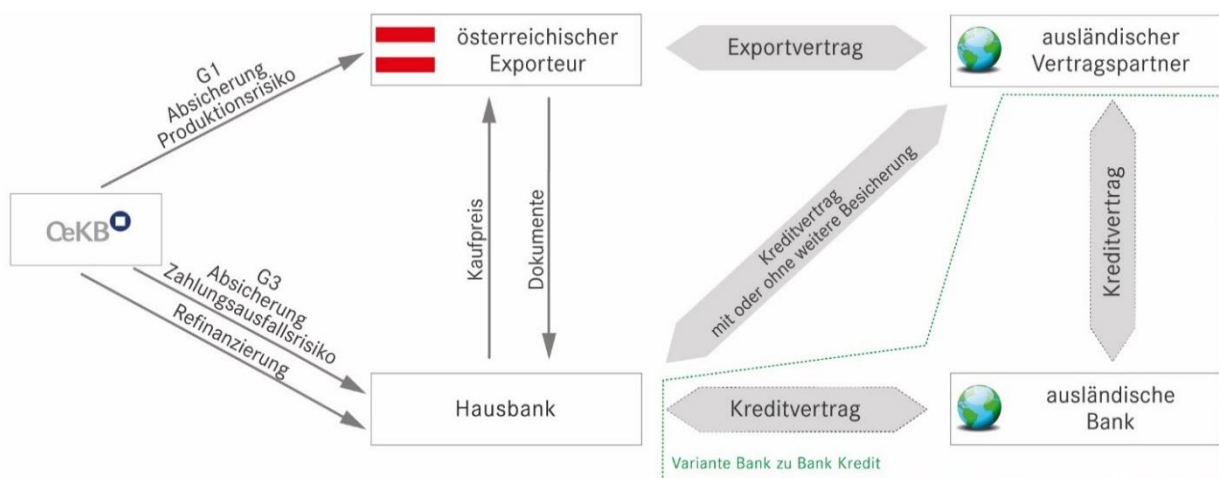 österreichischer
Exporteur
Exportvertrag
ausländischer
Vertragspartner
G1
Absicherung
Produktionsrisiko
OeKB
Kaufpreis
Dokumente
Kreditvertrag
mit oder ohne weitere Besicherung
Kreditvertrag
G3
Absicherung
Zahlungsausfallsrisiko
Refinanzierung
Hausbank
Kreditvertrag
ausländische
Bank
Variante Bank zu Bank Kredit